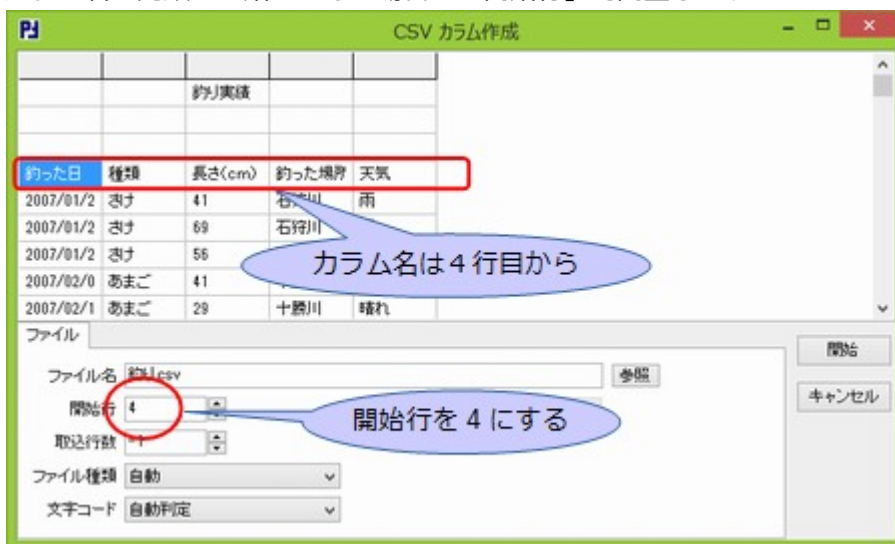 CSV カラム作成
釣り実績
釣った日 種類 長さ(cm) 釣った場所 天気
2007/01/2 さけ 41 雨
2007/01/2 さけ 69 石狩川
2007/01/2 さけ 56
2007/02/0 あまご 41
2007/02/1 あまご 29 十勝川 晴れ
カラム名は４行目から
ファイル
開始
ファイル名 釣り.csv 参照
キャンセル
開始行 4
開始行を 4 にする
取込行数 -1
ファイル種類 自動
文字コード 自動判定